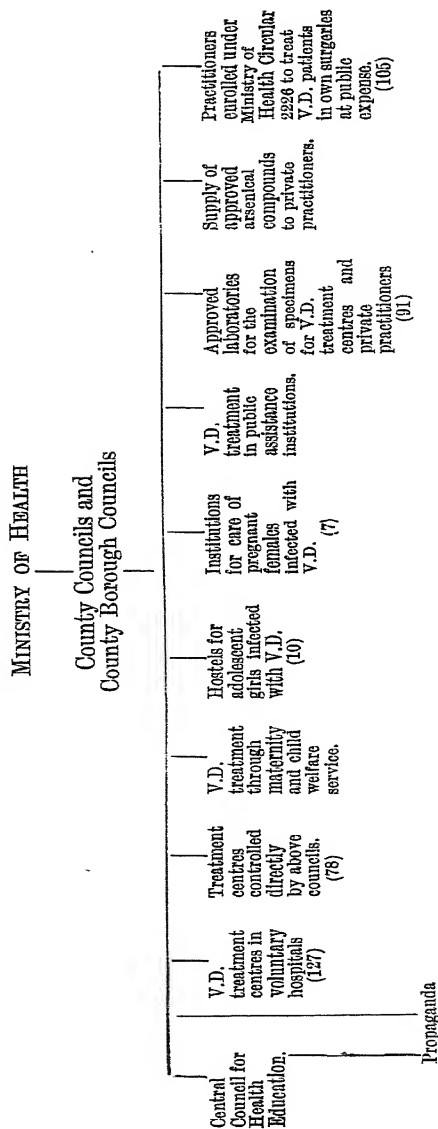 MINISTRY OF HEALTH
County Councils and
County Borough Councils
Central
Council for
Health
Education.
Propaganda
V.D.
treatment
centres in
voluntary
hospitals
(127)
Treatment
centres
controlled
directly
by above
councils.
(78)
V.D.
treatment
through
maternity
and child
welfare
service.
Hostels for
adolescent
girls infected
with V.D.
(10)
Institutions
for care of
pregnant
females
infected with
V.D.
(7)
V.D.
treatment
in public
assistance
institutions.
Approved
laboratories
for the
examination
of specimens
for V.D.
treatment
centres and
private
practitioners
(91)
Supply of
approved
arsenical
compounds
to private
practitioners.
Practitioners
enrolled under
Ministry of
Health Circular
2226 to treat
V.D. patients
in own surgeries
at public
expense.
(105)